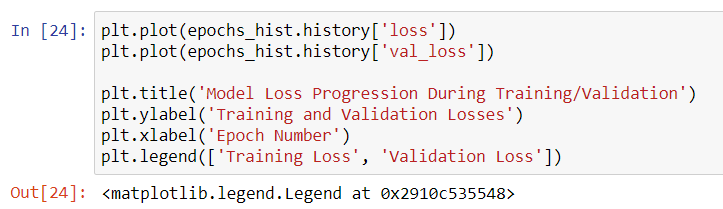 In [24]: plt.plot(epochs_hist.history['loss'])
plt.plot(epochs_hist.history['val_loss'])
plt.title('Model Loss Progression During Training/Validation')
plt.ylabel('Training and Validation Losses')
plt.xlabel('Epoch Number')
plt.legend(['Training Loss', 'Validation Loss'])
Out[24]: <matplotlib.legend.Legend at 0x2910c535548>